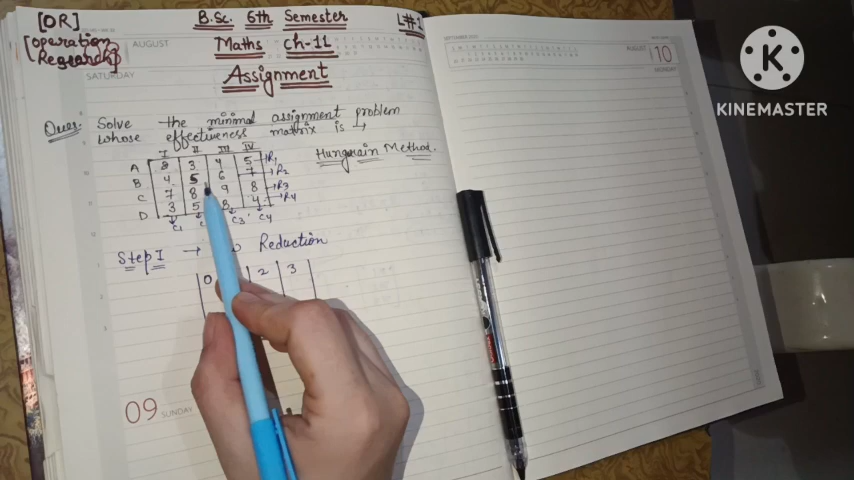 [OR]
[Operation
Research]
B.Sc. 6th Semester
L#1
Maths Ch-11
Assignment
AUGUST
SATURDAY
AUGUST 10
MONDAY
KINEMASTER
Ques. Solve the minimal assignment problem
whose effectiveness matrix is →
Hungrain Method.
I II III IV
A 3 4 5 R1
B 4 5 6 7 R2
C 7 8 9 8 R3
D 3 5 8 4 R4
C1 C3 C4
Step I → Reduction
0 2 3
09 SUNDAY